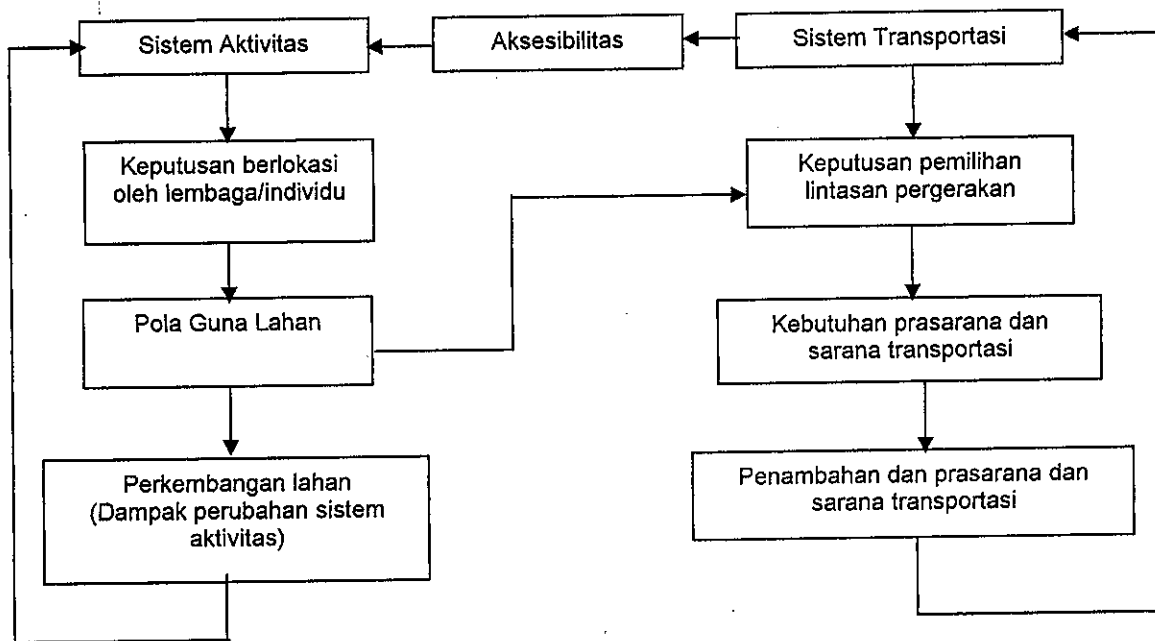 Sistem Aktivitas
Aksesibilitas
Sistem Transportasi
Keputusan berlokasi
oleh lembaga/individu
Keputusan pemilihan
lintasan pergerakan
Pola Guna Lahan
Kebutuhan prasarana dan
sarana transportasi
Perkembangan lahan
(Dampak perubahan sistem
aktivitas)
Penambahan dan prasarana dan
sarana transportasi